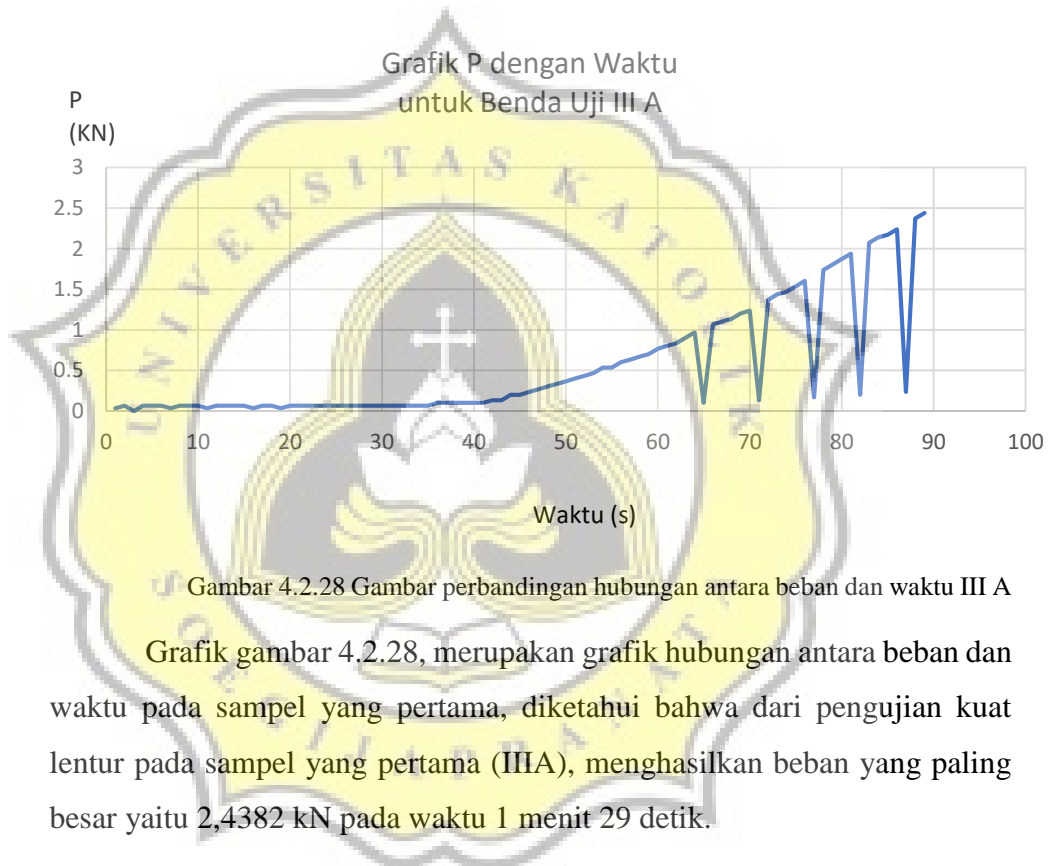 Grafik P dengan Waktu
untuk Benda Uji III A
P
(KN)
3
2.5
2
1.5
1
0.5
0
0 10 20 30 40 50 60 70 80 90 100
Waktu (s)
Gambar 4.2.28 Gambar perbandingan hubungan antara beban dan waktu III A
Grafik gambar 4.2.28, merupakan grafik hubungan antara beban dan
waktu pada sampel yang pertama, diketahui bahwa dari pengujian kuat
lentur pada sampel yang pertama (IIIA), menghasilkan beban yang paling
besar yaitu 2,4382 kN pada waktu 1 menit 29 detik.
UNIVERSITAS KATOLIK
SOEGIJAPRANATA